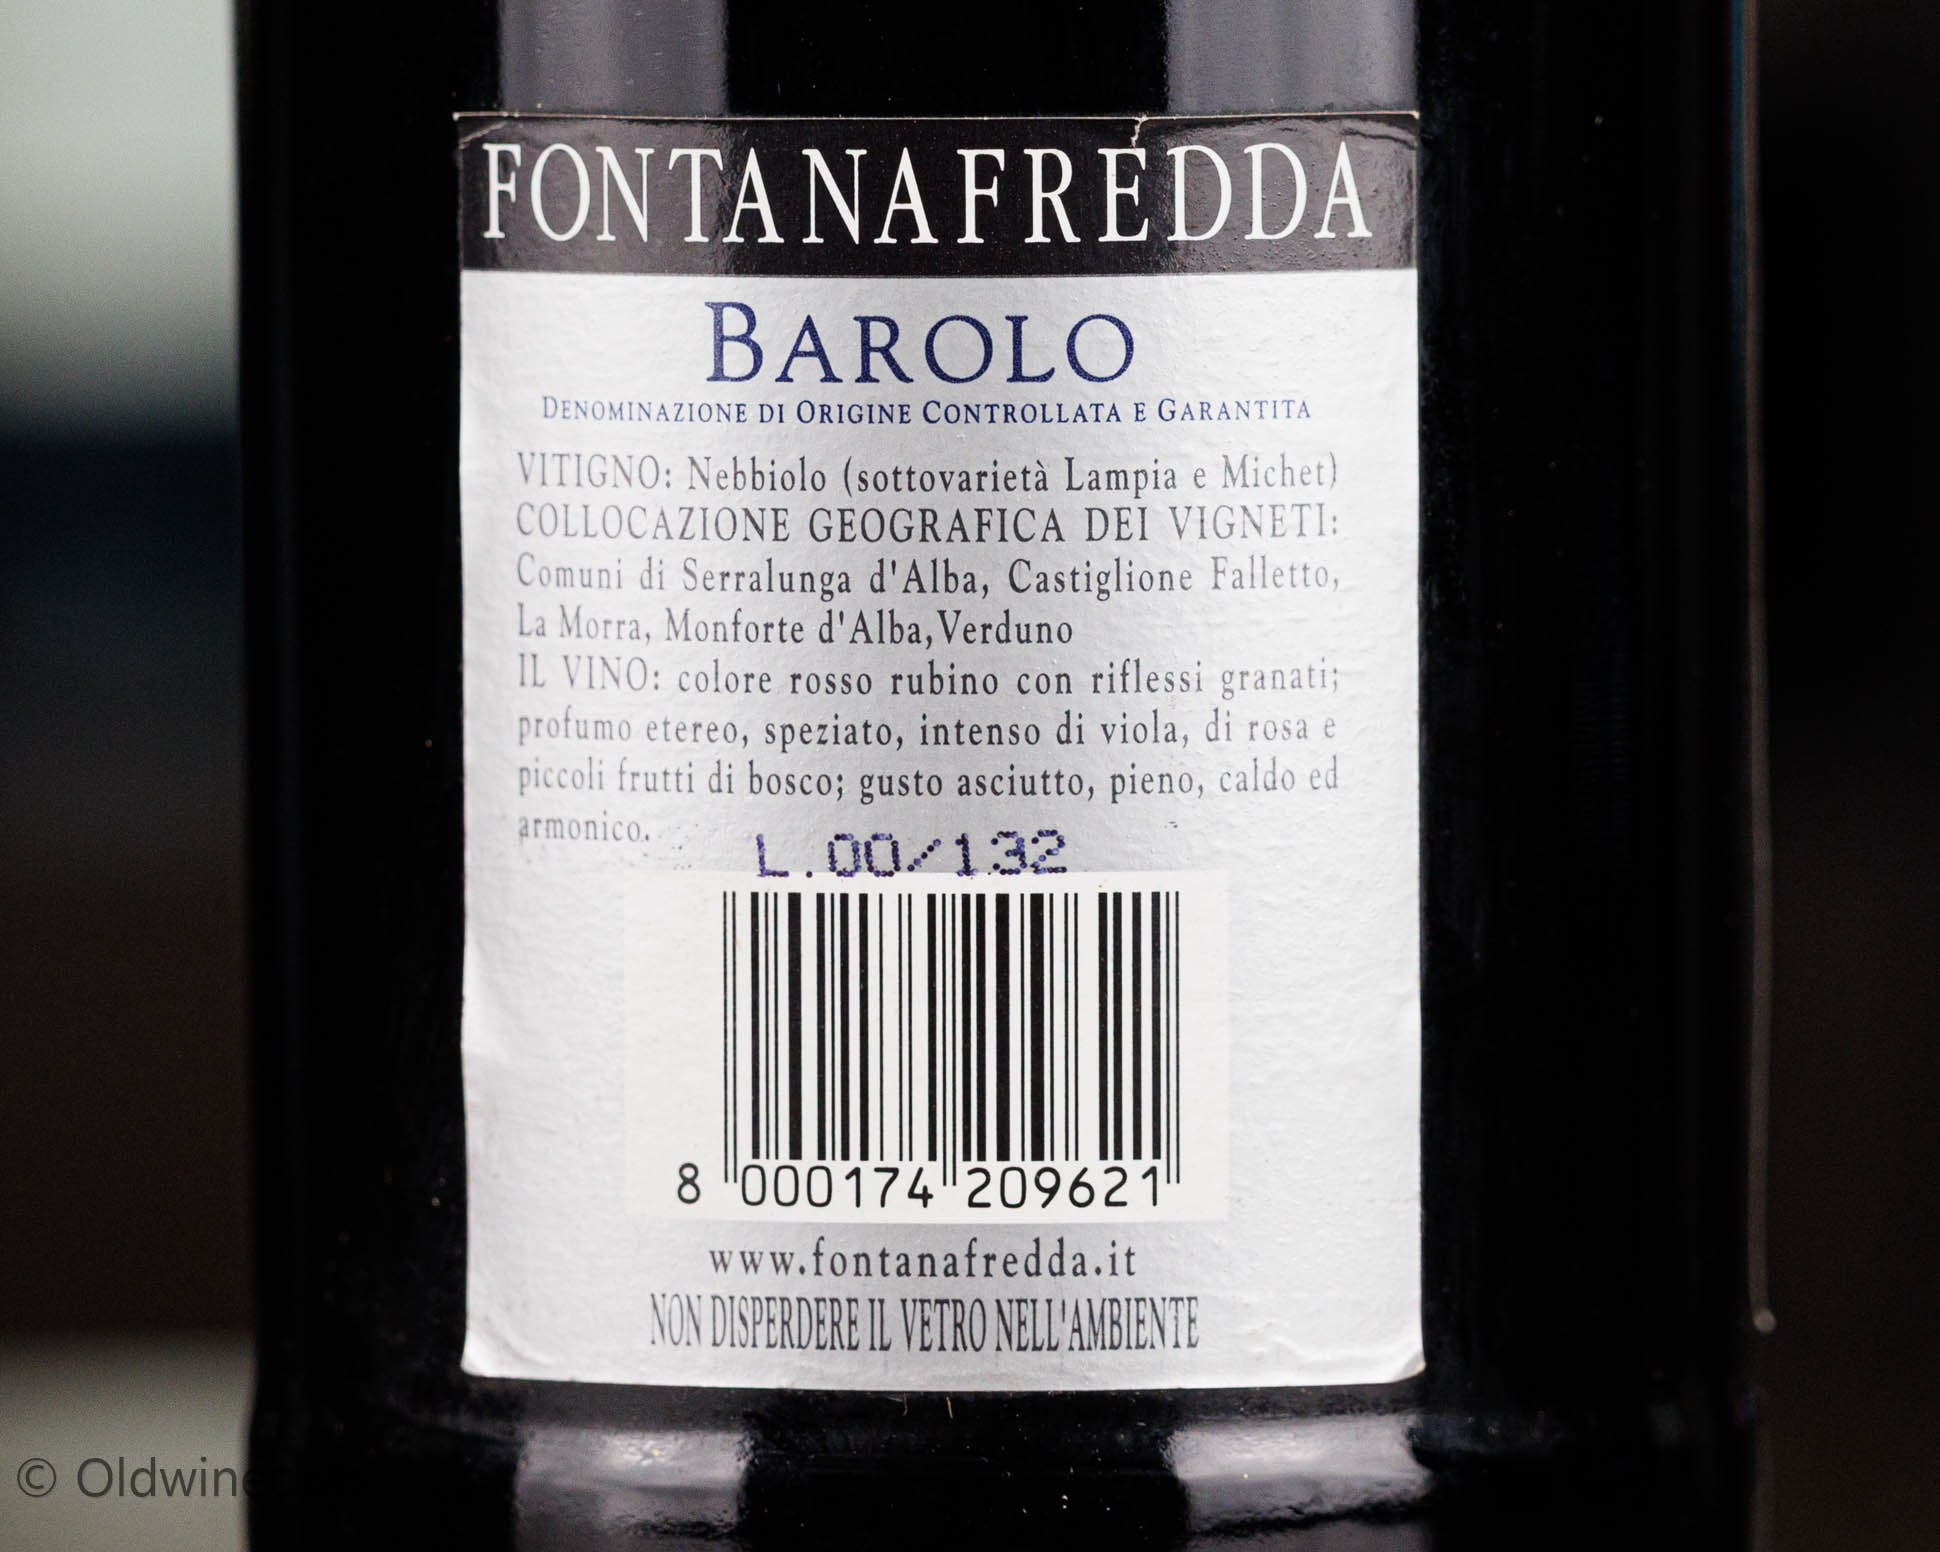 FONTANAFREDDA
BAROLO
DENOMINAZIONE DI ORIGINE CONTROLLATA E GARANTITA
VITIGNO: Nebbiolo (sottovarietà Lampia e Michet)
COLLOCAZIONE GEOGRAFICA DEI VIGNETI:
Comuni di Serralunga d'Alba, Castiglione Falletto,
La Morra, Monforte d'Alba,Verduno
IL VINO: colore rosso rubino con riflessi granati;
profumo etereo, speziato, intenso di viola, di rosa e
piccoli frutti di bosco; gusto asciutto, pieno, caldo ed
armonico.
L.00/132
8 000174 209621
www.fontanafredda.it
NON DISPERDERE IL VETRO NELL'AMBIENTE
©